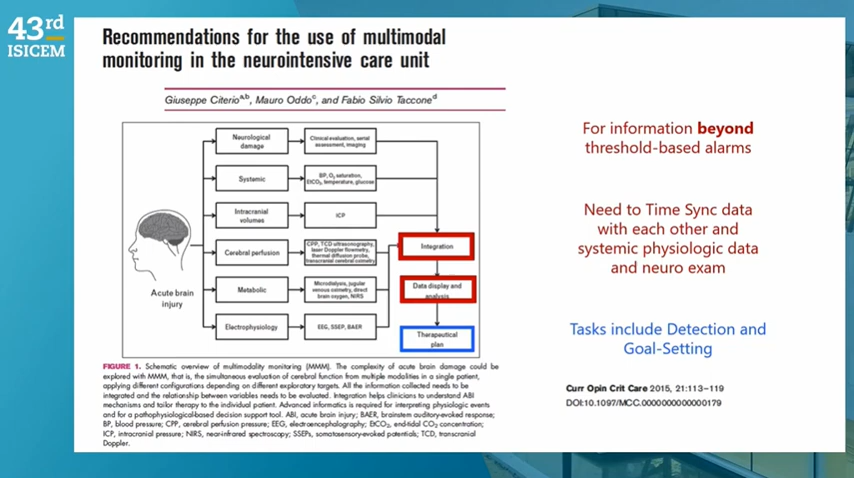 43rd
ISICEM
Recommendations for the use of multimodal
monitoring in the neurointensive care unit
Giuseppe Citerio^a,b, Mauro Oddo^c, and Fabio Silvio Taccone^d
Acute brain
injury
Neurological
damage
Clinical evaluation, serial
assessment, imaging
Systemic
BP, O2 saturation,
EtCO2, temperature, glucose
Intracranial
volumes
ICP
Cerebral perfusion
CPP, TCD ultrasonography,
laser Doppler flowmetry,
thermal diffusion probe,
transcranial cerebral oximetry
Metabolic
Microdialysis, jugular
venous oximetry, direct
brain oxygen, NIRS
Electrophysiology
EEG, SSEP, BAER
Integration
Data display and
analysis
Therapeutical
plan
FIGURE 1. Schematic overview of multimodality monitoring (MMM). The complexity of acute brain damage could be
explored with MMM, that is, the simultaneous evaluation of cerebral function from multiple modalities in a single patient,
applying different configurations depending on different exploratory targets. All the information collected needs to be
integrated and the relationship between variables needs to be evaluated. Integration helps clinicians to understand ABI
mechanisms and tailor therapy to the individual patient. Advanced informatics is required for interpreting physiologic events
and for a pathophysiological-based decision support tool. ABI, acute brain injury; BAER, brainstem auditory-evoked response;
BP, blood pressure; CPP, cerebral perfusion pressure; EEG, electroencephalography; EtCO2, end-tidal CO2 concentration;
ICP, intracranial pressure; NIRS, near-infrared spectroscopy; SSEPs, somatosensory-evoked potentials; TCD, transcranial
Doppler.
For information beyond
threshold-based alarms
Need to Time Sync data
with each other and
systemic physiologic data
and neuro exam
Tasks include Detection and
Goal-Setting
Curr Opin Crit Care 2015, 21:113–119
DOI:10.1097/MCC.0000000000000179